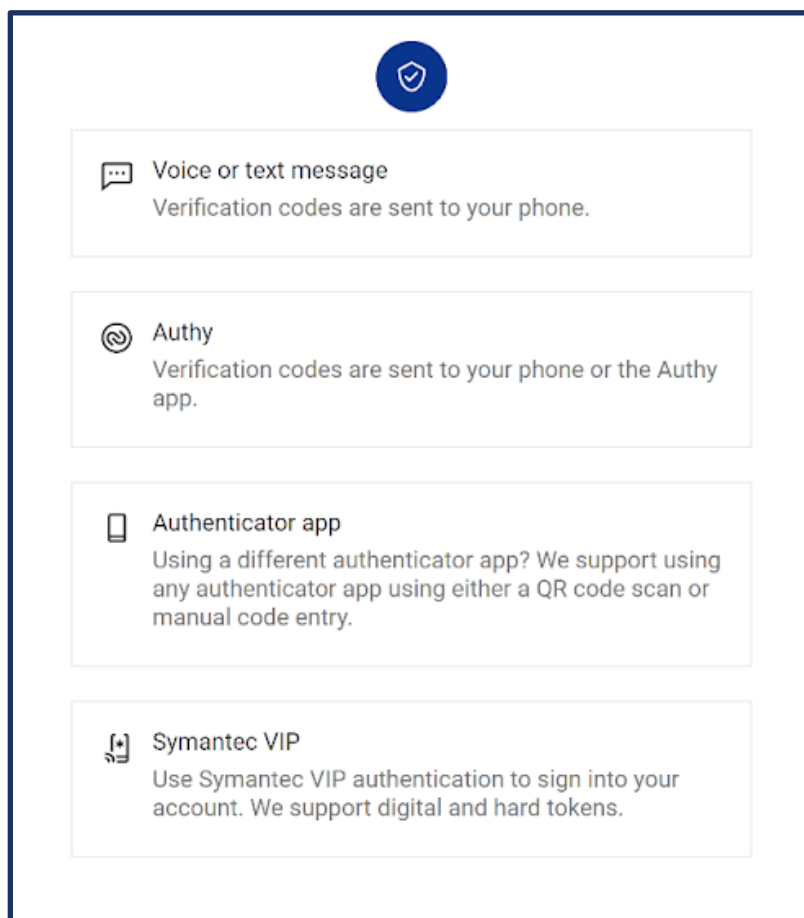 Voice or text message
Verification codes are sent to your phone.
Authy
Verification codes are sent to your phone or the Authy
app.
Authenticator app
Using a different authenticator app? We support using
any authenticator app using either a QR code scan or
manual code entry.
Symantec VIP
Use Symantec VIP authentication to sign into your
account. We support digital and hard tokens.